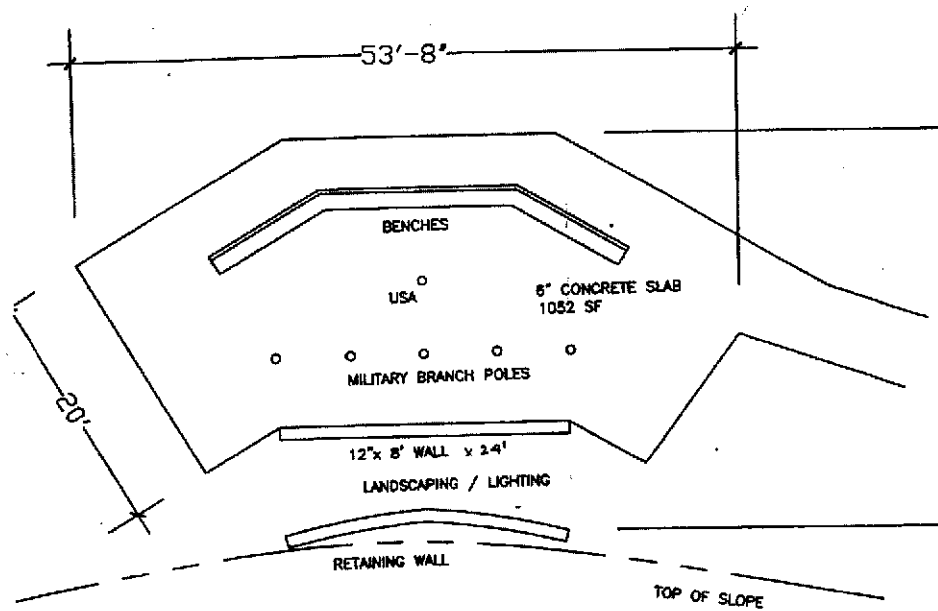 53'-8"
BENCHES
USA
6" CONCRETE SLAB
1052 SF
MILITARY BRANCH POLES
20'
12"x 8' WALL x 24'
LANDSCAPING / LIGHTING
RETAINING WALL
TOP OF SLOPE